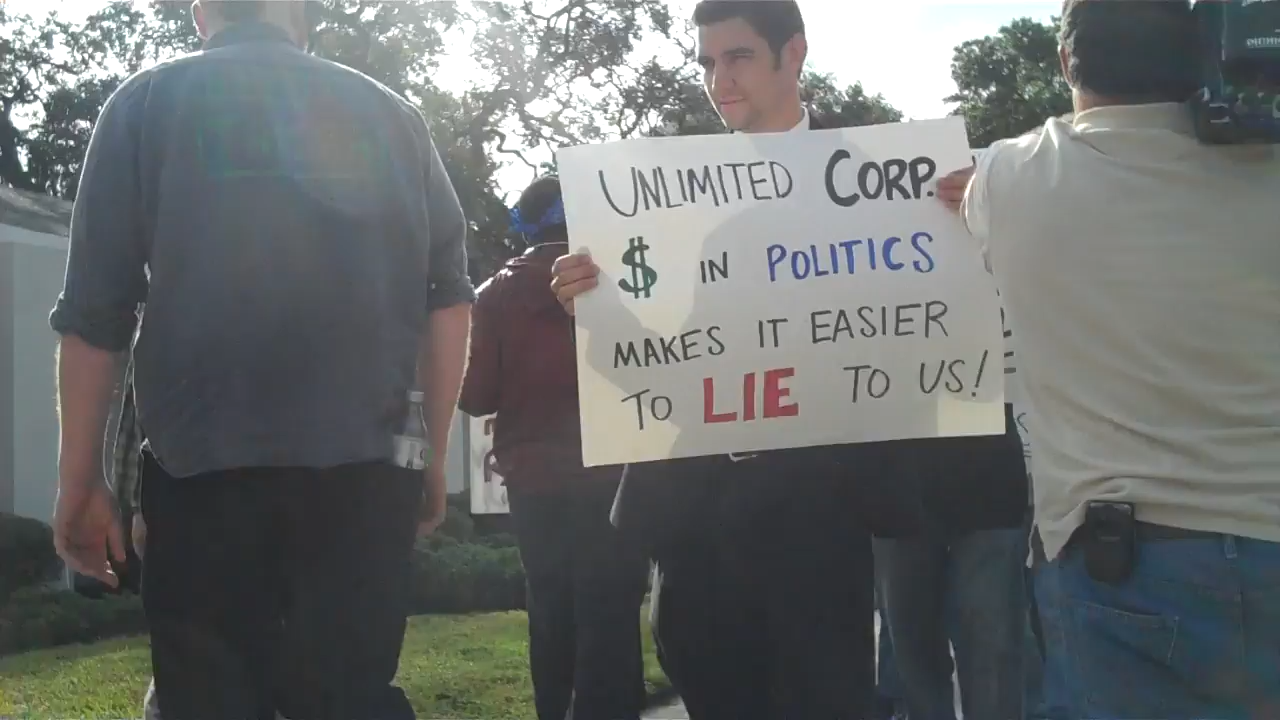 UNLIMITED CORP.
$ IN POLITICS
MAKES IT EASIER
TO LIE TO US!